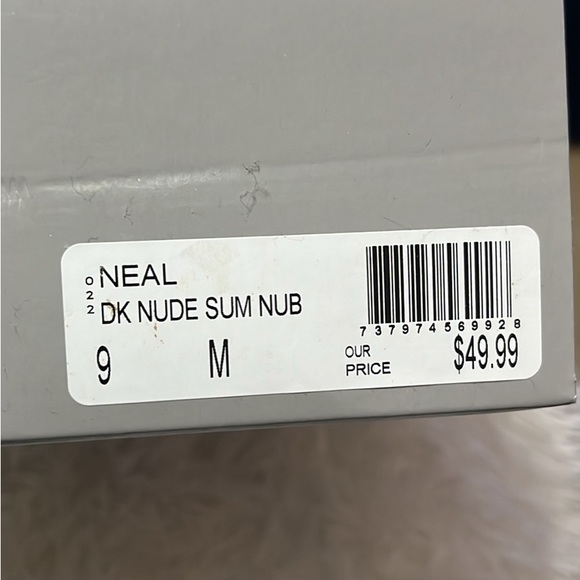 022
NEAL
DK NUDE SUM NUB
9 M
737974569928
OUR PRICE $49.99